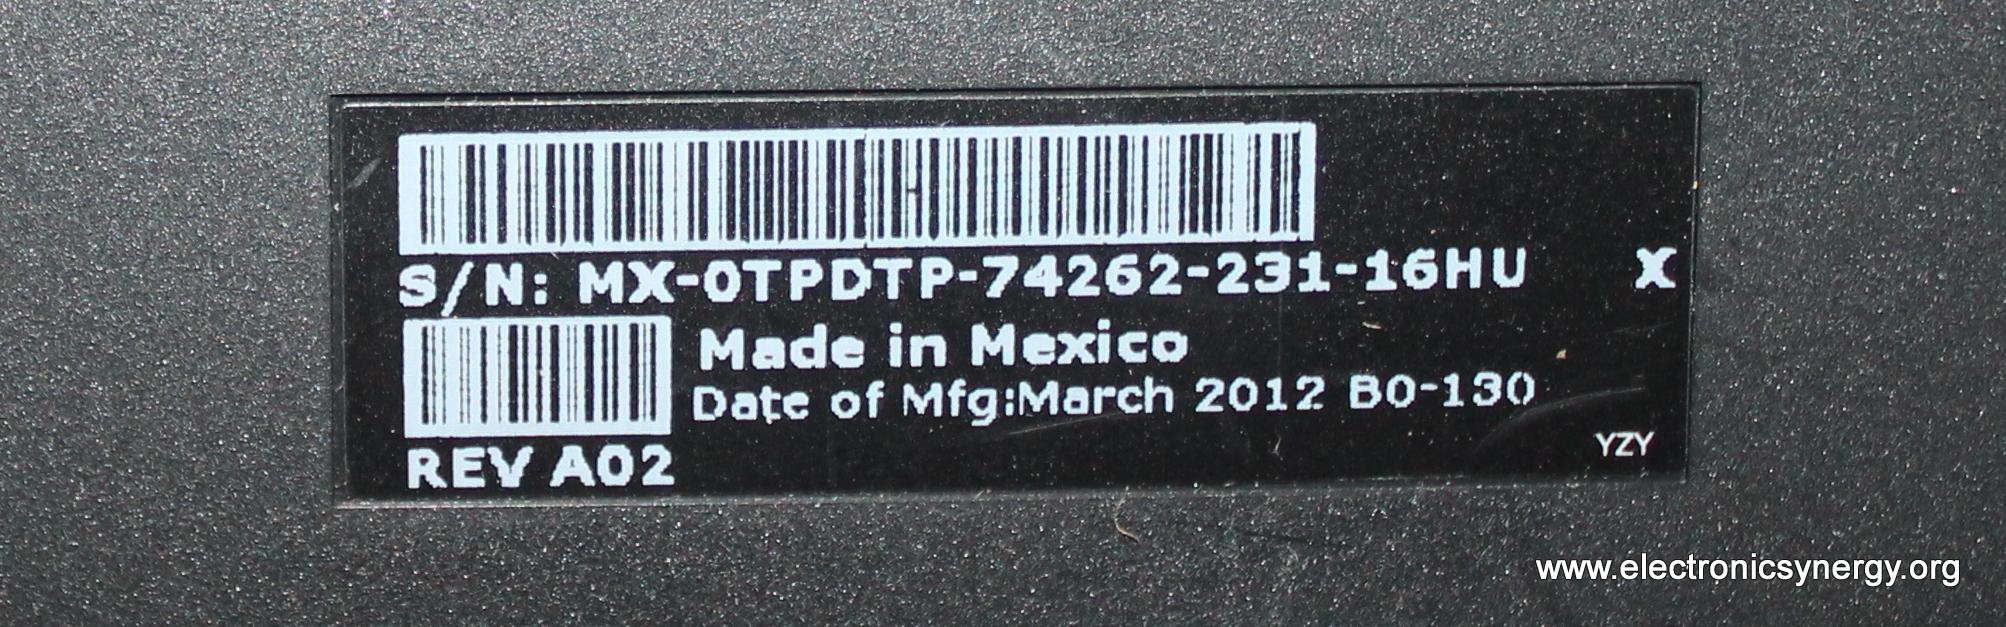 S/N: MX-0TPDTP-74262-231-16HU X
Made in Mexico
Date of Mfg:March 2012 B0-130
YZY
REV A02
www.electronicsynergy.org